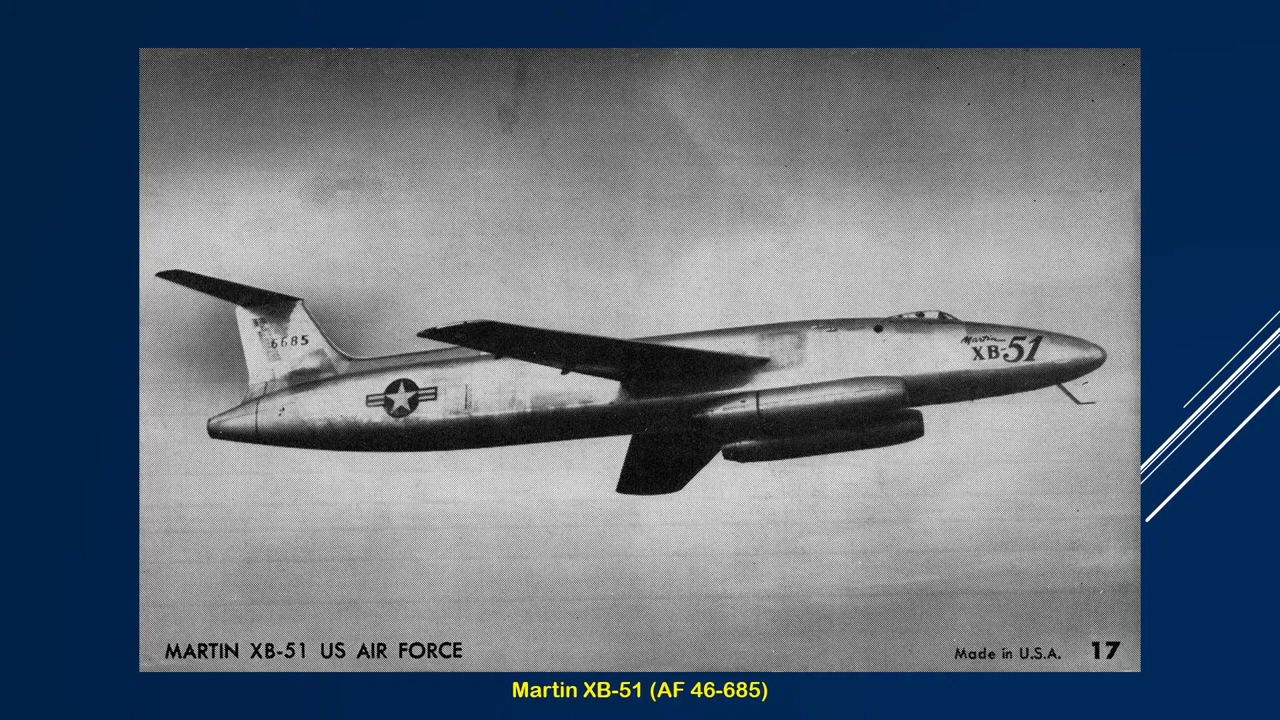 6685
Martin
XB-51
MARTIN XB-51 US AIR FORCE
Made in U.S.A. 17
Martin XB-51 (AF 46-685)